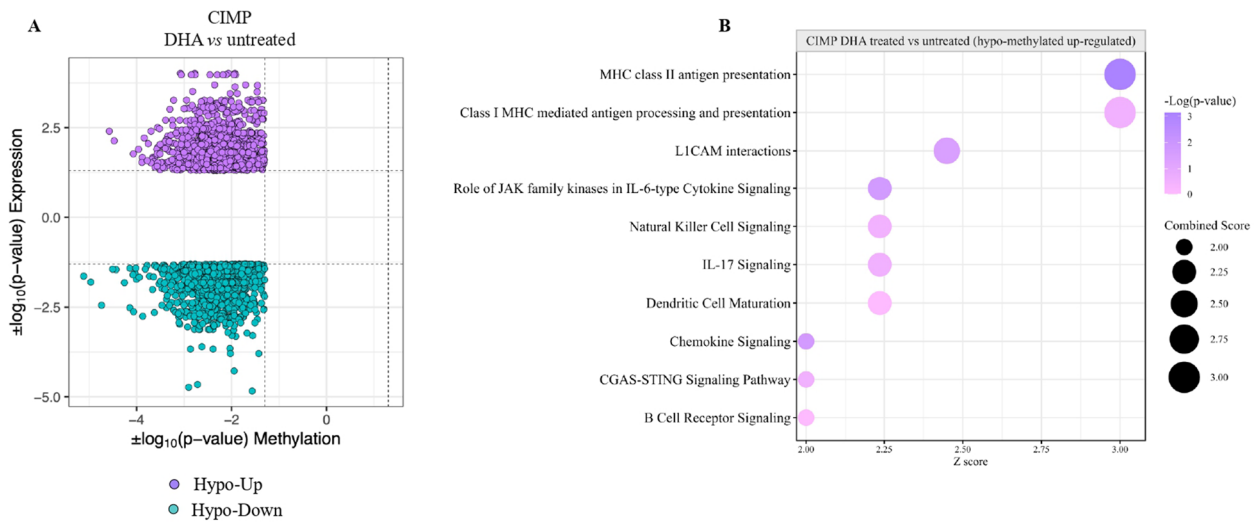 A
CIMP
DHA vs untreated
±log10(p−value) Expression
2.5
0.0
−2.5
−5.0
−4
−2
0
±log10(p−value) Methylation
Hypo-Up
Hypo-Down
B
CIMP DHA treated vs untreated (hypo-methylated up-regulated)
MHC class II antigen presentation
Class I MHC mediated antigen processing and presentation
L1CAM interactions
Role of JAK family kinases in IL-6-type Cytokine Signaling
Natural Killer Cell Signaling
IL-17 Signaling
Dendritic Cell Maturation
Chemokine Signaling
CGAS-STING Signaling Pathway
B Cell Receptor Signaling
2.00
2.25
2.50
2.75
3.00
Z score
-Log(p-value)
3
2
1
0
Combined Score
2.00
2.25
2.50
2.75
3.00